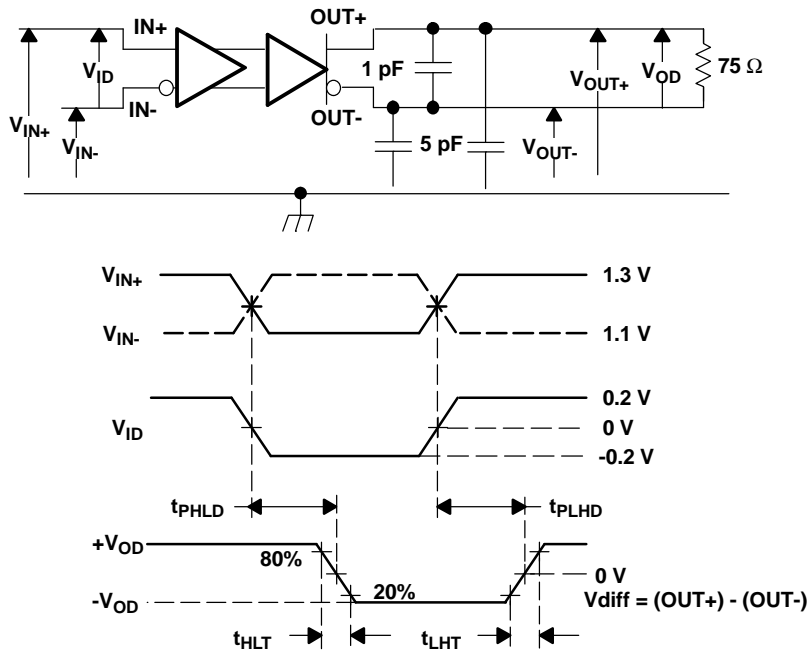 IN+
OUT+
V_ID
1 pF
V_OUT+
V_OD
75 Ω
IN-
OUT-
V_IN+
V_IN-
5 pF
V_OUT-
V_IN+
1.3 V
V_IN-
1.1 V
0.2 V
V_ID
0 V
-0.2 V
t_PHLD
t_PLHD
+V_OD
80%
0 V
20%
Vdiff = (OUT+) - (OUT-)
-V_OD
t_HLT
t_LHT